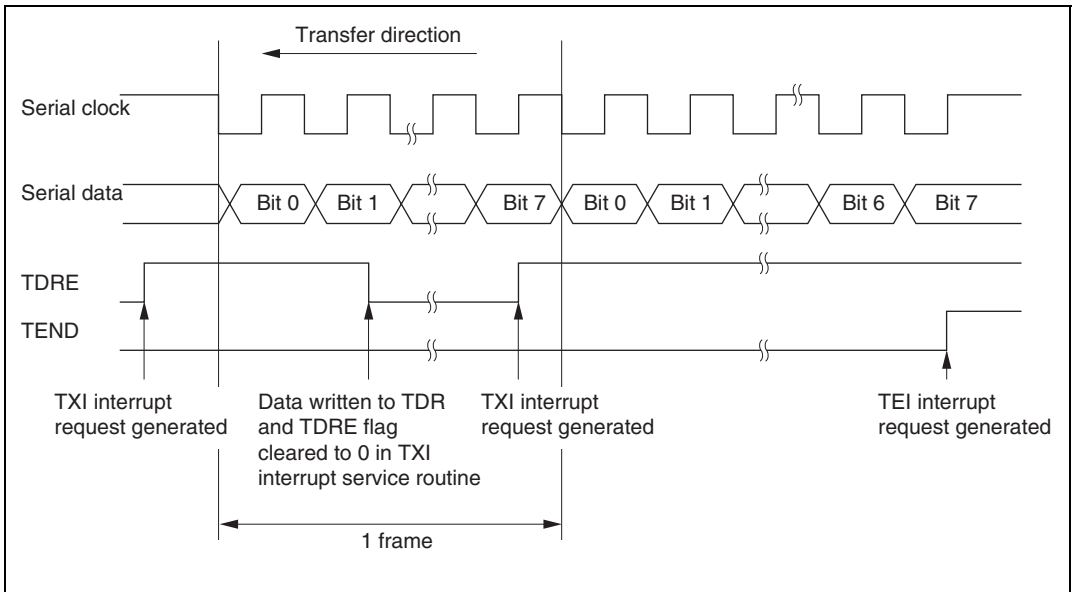 Transfer direction
Serial clock
Serial data
Bit 0
Bit 1
Bit 7
Bit 0
Bit 1
Bit 6
Bit 7
TDRE
TEND
TXI interrupt
request generated
Data written to TDR
and TDRE flag
cleared to 0 in TXI
interrupt service routine
TXI interrupt
request generated
TEI interrupt
request generated
1 frame